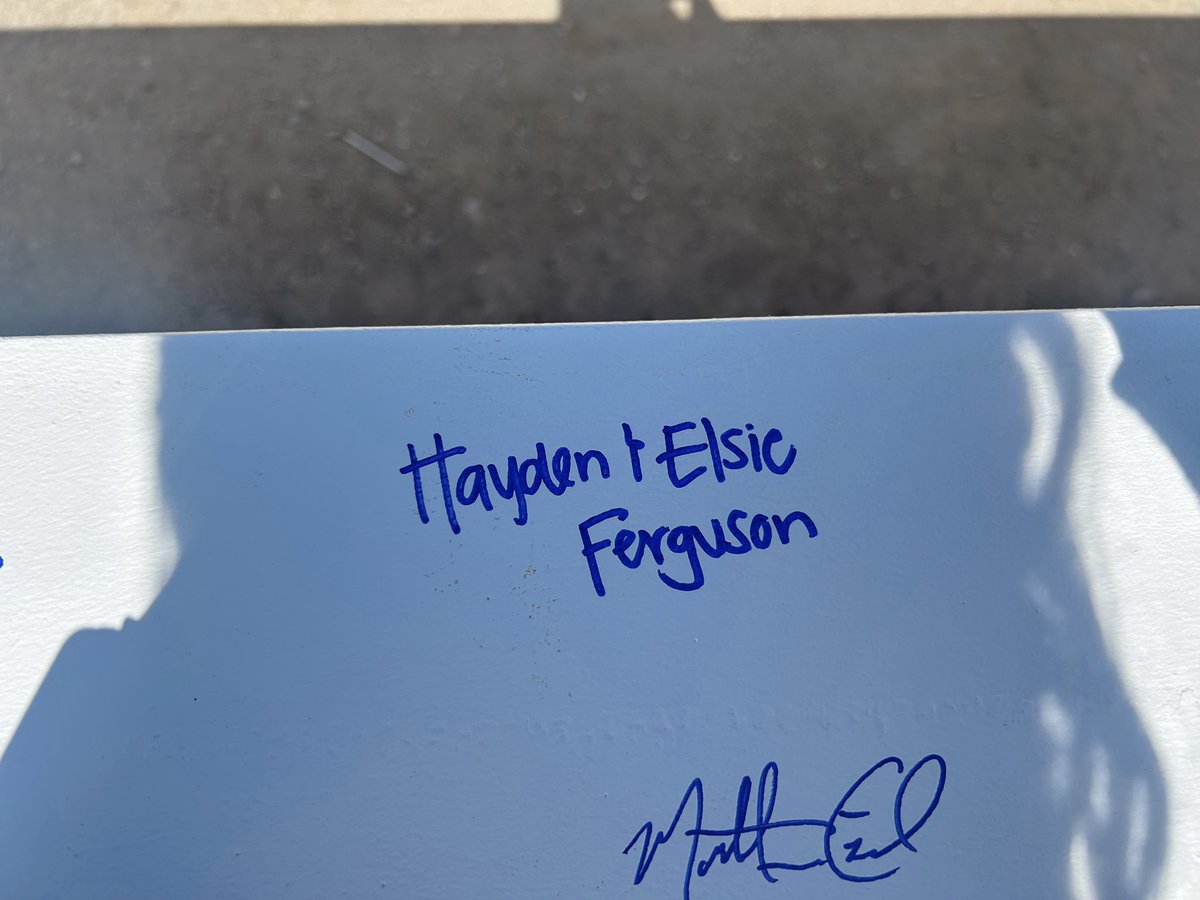 Hayden + Elsie
Ferguson